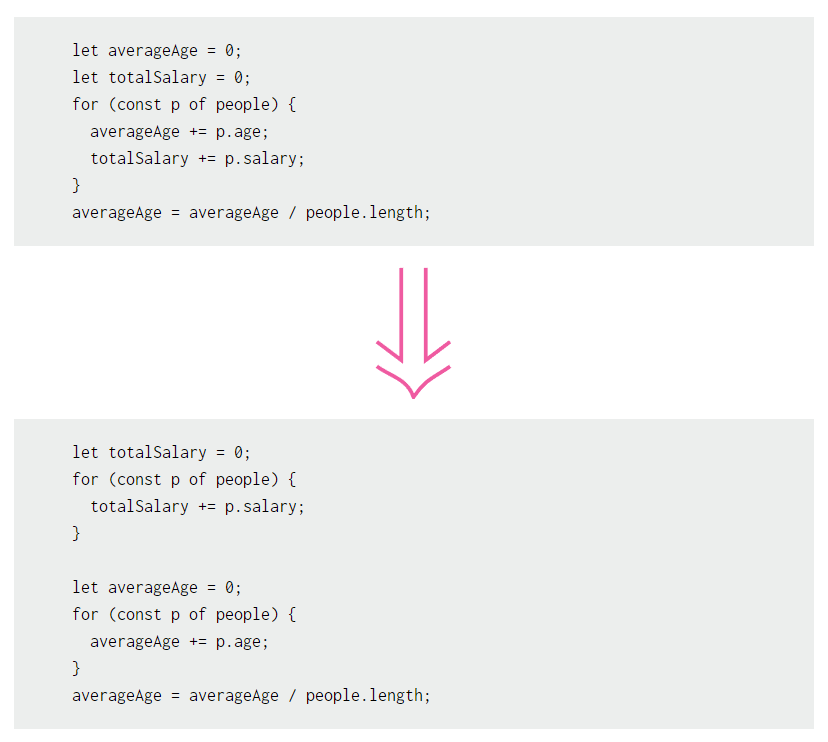 let averageAge = 0;
let totalSalary = 0;
for (const p of people) {
  averageAge += p.age;
  totalSalary += p.salary;
}
averageAge = averageAge / people.length;
let totalSalary = 0;
for (const p of people) {
  totalSalary += p.salary;
}
let averageAge = 0;
for (const p of people) {
  averageAge += p.age;
}
averageAge = averageAge / people.length;